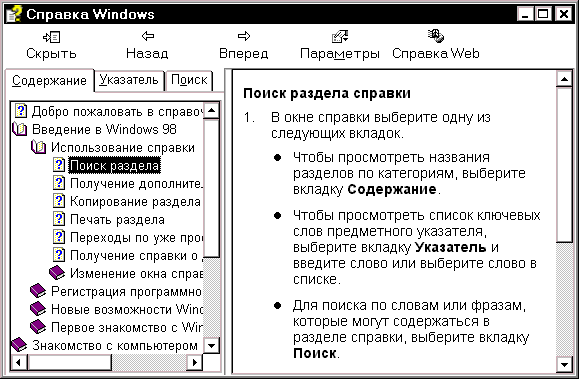 Справка Windows
Скрыть Назад Вперед Параметры Справка Web
Содержание Указатель Поиск
Добро пожаловать в справоч
Введение в Windows 98
Использование справки
Поиск раздела
Получение дополнител
Копирование раздела
Печать раздела
Переходы по уже прос
Получение справки о д
Изменение окна справ
Регистрация программно
Новые возможности Wind
Первое знакомство с Win
Знакомство с компьютером
Поиск раздела справки
1. В окне справки выберите одну из
следующих вкладок.
● Чтобы просмотреть названия
разделов по категориям, выберите
вкладку Содержание.
● Чтобы просмотреть список ключевых
слов предметного указателя,
выберите вкладку Указатель и
введите слово или выберите слово в
списке.
● Для поиска по словам или фразам,
которые могут содержаться в
разделе справки, выберите вкладку
Поиск.